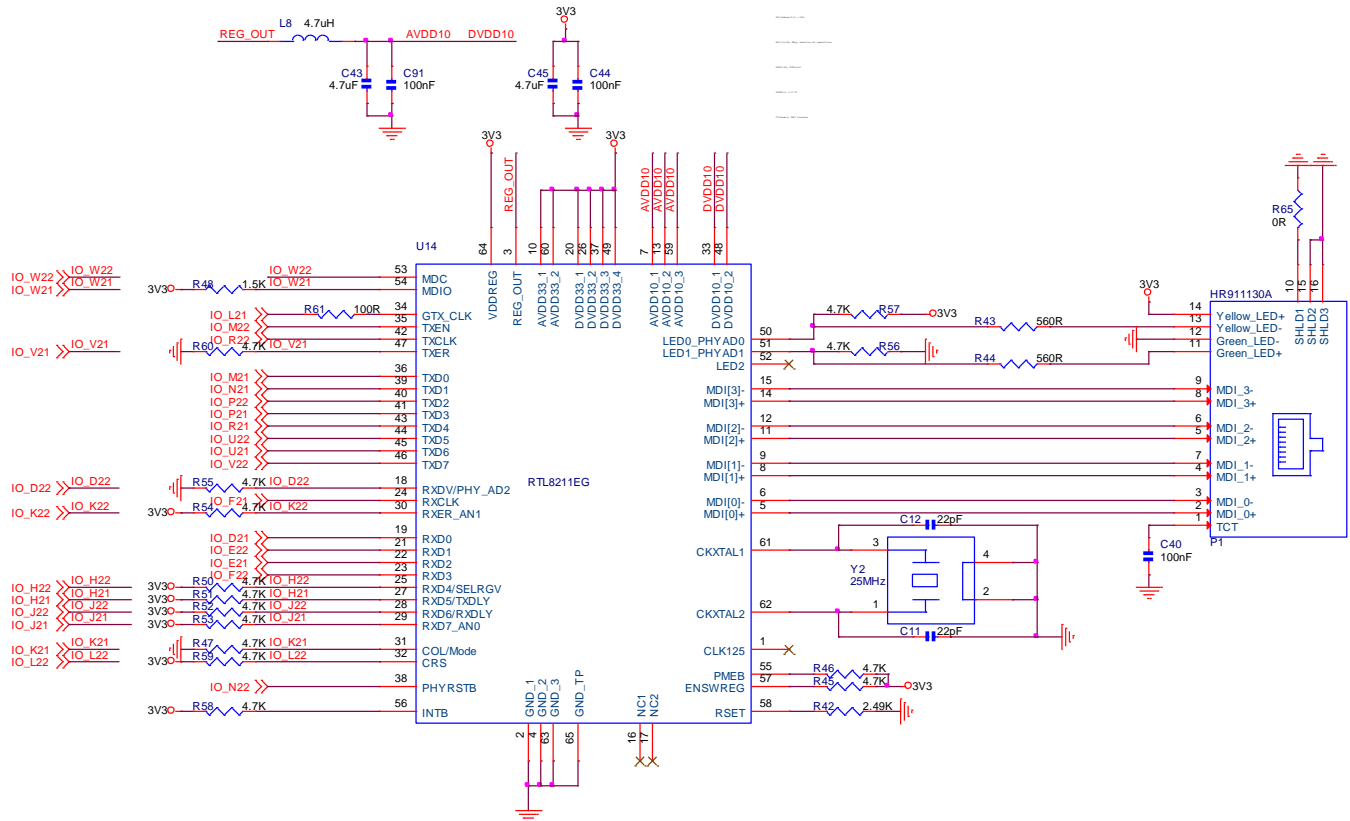 L8 4.7uH
REG_OUT AVDD10 DVDD10
C43 4.7uF
C91 100nF
3V3
C45 4.7uF
C44 100nF
3V3
3V3
REG_OUT
AVDD10
AVDD10
AVDD10
DVDD10
DVDD10
64 3 10 60 20 26 37 49 7 13 59 33 48
U14
VDDREG
REG_OUT
AVDD33_1
AVDD33_2
DVDD33_1
DVDD33_2
DVDD33_3
DVDD33_4
AVDD10_1
AVDD10_2
AVDD10_3
DVDD10_1
DVDD10_2
RTL8211EG
IO_W22 IO_W22 IO_W22 53 MDC
IO_W21 IO_W21 3V3 R48 1.5K IO_W21 54 MDIO
IO_L21 R61 100R 34 GTX_CLK
IO_M22 35 TXEN
IO_R22 42 TXCLK
IO_V21 IO_V21 R60 4.7K 47 TXER
IO_M21 36 TXD0
IO_N21 39 TXD1
IO_P22 40 TXD2
IO_P21 41 TXD3
IO_R21 43 TXD4
IO_U22 44 TXD5
IO_U21 45 TXD6
IO_V22 46 TXD7
IO_D22 IO_D22 R55 4.7K IO_D22 18 RXDV/PHY_AD2
IO_F21 24 RXCLK
IO_K22 IO_K22 3V3 R54 4.7K IO_K22 30 RXER_AN1
IO_D21 19 RXD0
IO_E22 21 RXD1
IO_E21 22 RXD2
IO_F22 23 RXD3
IO_H22 IO_H22 3V3 R50 4.7K IO_H22 25 RXD4/SELRGV
IO_H21 IO_H21 3V3 R51 4.7K IO_H21 27 RXD5/TXDLY
IO_J22 IO_J22 3V3 R52 4.7K IO_J22 28 RXD6/RXDLY
IO_J21 IO_J21 3V3 R53 4.7K IO_J21 29 RXD7_AN0
IO_K21 IO_K21 R47 4.7K IO_K21 31 COL/Mode
IO_L22 IO_L22 3V3 R59 4.7K IO_L22 32 CRS
IO_N22 38 PHYRSTB
3V3 R58 4.7K 56 INTB
GND_1
GND_2
GND_3
GND_TP
NC1
NC2
2 4 63 65 16 17
LED0_PHYAD0 50 4.7K R57 3V3
LED1_PHYAD1 51 4.7K R56
LED2 52
R43 560R
R44 560R
MDI[3]- 15
MDI[3]+ 14
MDI[2]- 12
MDI[2]+ 11
MDI[1]- 9
MDI[1]+ 8
MDI[0]- 6
MDI[0]+ 5
C12 22pF
CKXTAL1 61
Y2 25MHz
3 4 1 2
CKXTAL2 62
C11 22pF
CLK125 1
PMEB 55 R46 4.7K
ENSWREG 57 R45 4.7K 3V3
RSET 58 R42 2.49K
R65 0R
10 15 16
3V3
HR911130A
SHLD1
SHLD2
SHLD3
14 Yellow_LED+
13 Yellow_LED-
12 Green_LED-
11 Green_LED+
9 MDI_3-
8 MDI_3+
6 MDI_2-
5 MDI_2+
7 MDI_1-
4 MDI_1+
3 MDI_0-
2 MDI_0+
1 TCT
P1
C40 100nF